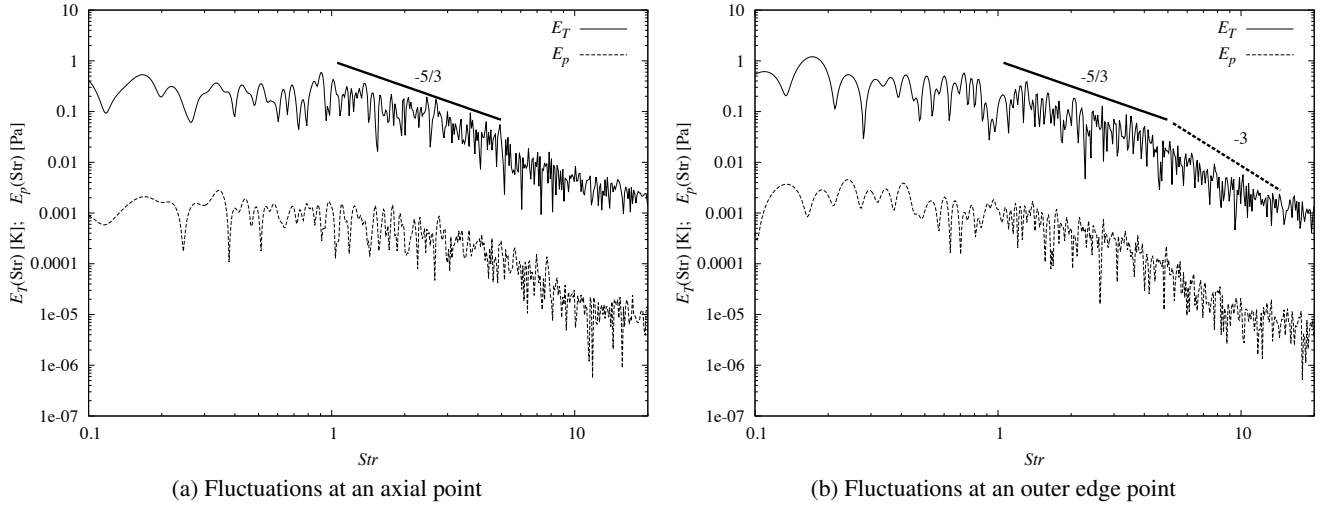 10
1
0.1
0.01
0.001
0.0001
1e-05
1e-06
1e-07
E_T(Str) [K]; E_p(Str) [Pa]
E_T
E_p
-5/3
0.1 1 10
Str
(a) Fluctuations at an axial point
10
1
0.1
0.01
0.001
0.0001
1e-05
1e-06
1e-07
E_T(Str) [K]; E_p(Str) [Pa]
E_T
E_p
-5/3
-3
0.1 1 10
Str
(b) Fluctuations at an outer edge point